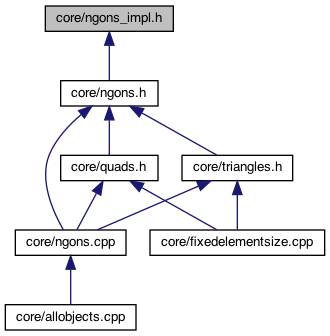 core/ngons_impl.h
core/ngons.h
core/quads.h
core/triangles.h
core/ngons.cpp
core/fixedelementsize.cpp
core/allobjects.cpp